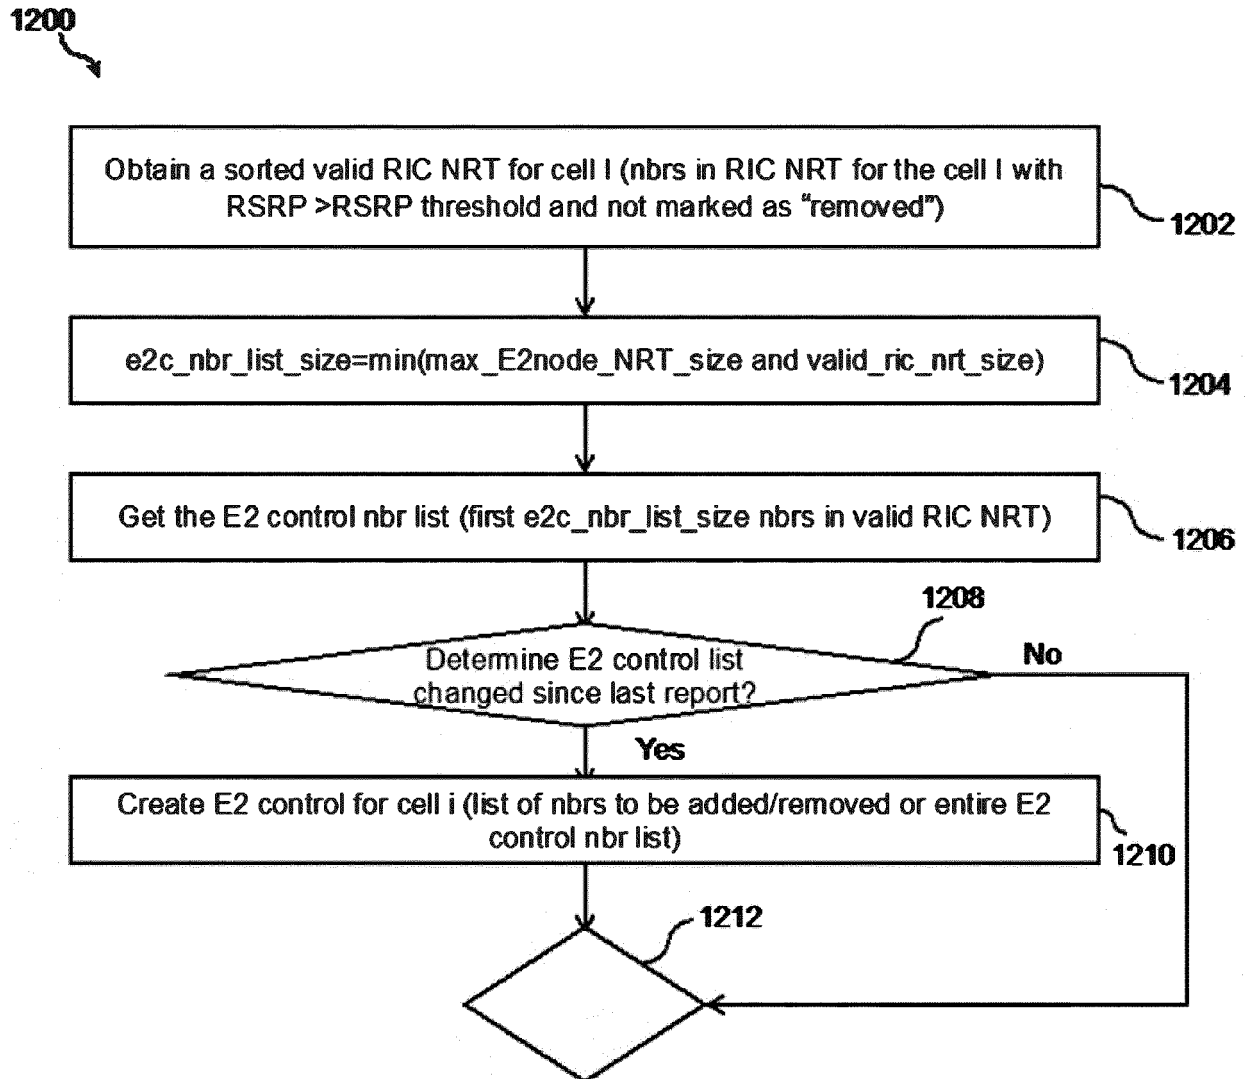 1200
Obtain a sorted valid RIC NRT for cell I (nbrs in RIC NRT for the cell I with
RSRP >RSRP threshold and not marked as “removed”)
1202
e2c_nbr_list_size=min(max_E2node_NRT_size and valid_ric_nrt_size)
1204
Get the E2 control nbr list (first e2c_nbr_list_size nbrs in valid RIC NRT)
1206
1208
Determine E2 control list
changed since last report?
No
Yes
Create E2 control for cell i (list of nbrs to be added/removed or entire E2
control nbr list)
1210
1212